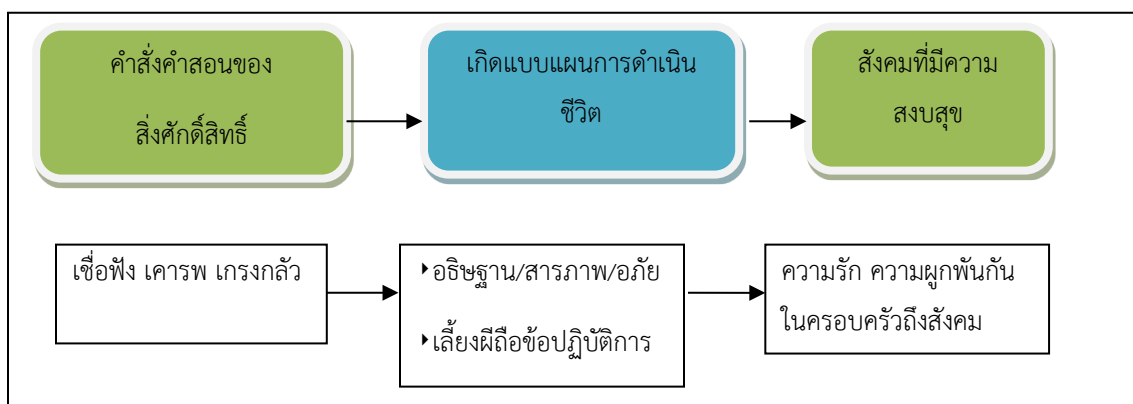 คำสั่งคำสอนของ
สิ่งศักดิ์สิทธิ์
เกิดแบบแผนการดำเนิน
ชีวิต
สังคมที่มีความ
สงบสุข
เชื่อฟัง เคารพ เกรงกลัว
อธิษฐาน/สารภาพ/อภัย
เลี้ยงผีถือข้อปฏิบัติการ
ความรัก ความผูกพันกัน
ในครอบครัวถึงสังคม